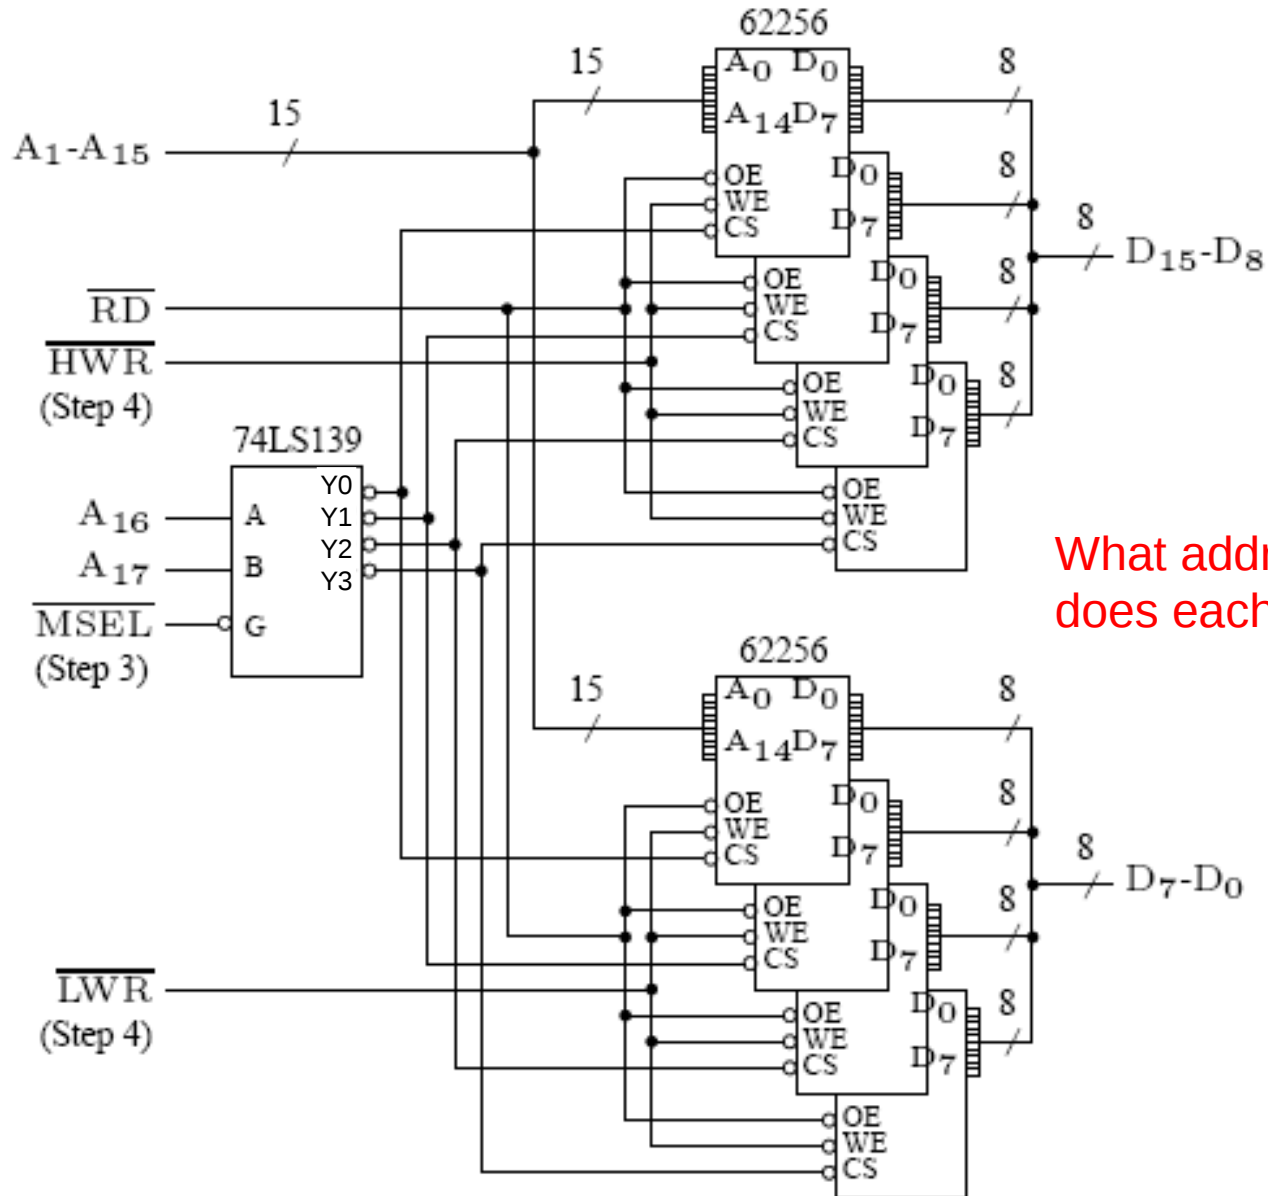 62256
15
A0 D0
8
15
A14 D7
A1-A15
D0
8
OE
WE
D7
8
CS
D15-D8
D0
8
OE
RD
WE
D7
CS
HWR
D0
8
(Step 4)
OE
WE
D7
CS
74LS139
Y0
OE
A16
A
Y1
WE
Y2
CS
What
A17
B
Y3
does each
MSEL
G
(Step 3)
62256
15
A0 D0
8
A14 D7
D0
8
OE
WE
D7
8
CS
D7-D0
D0
8
OE
WE
D7
CS
LWR
D0
8
(Step 4)
OE
WE
D7
CS
OE
WE
CS